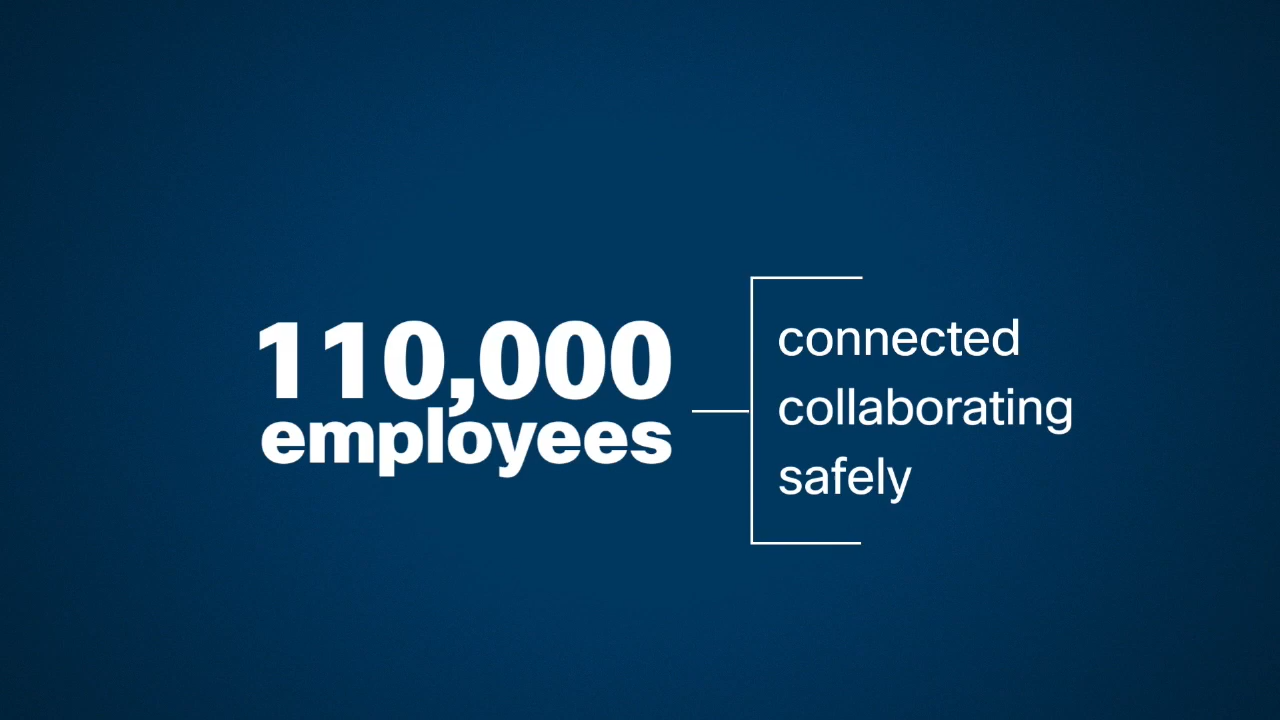 110,000
employees
connected
collaborating
safely